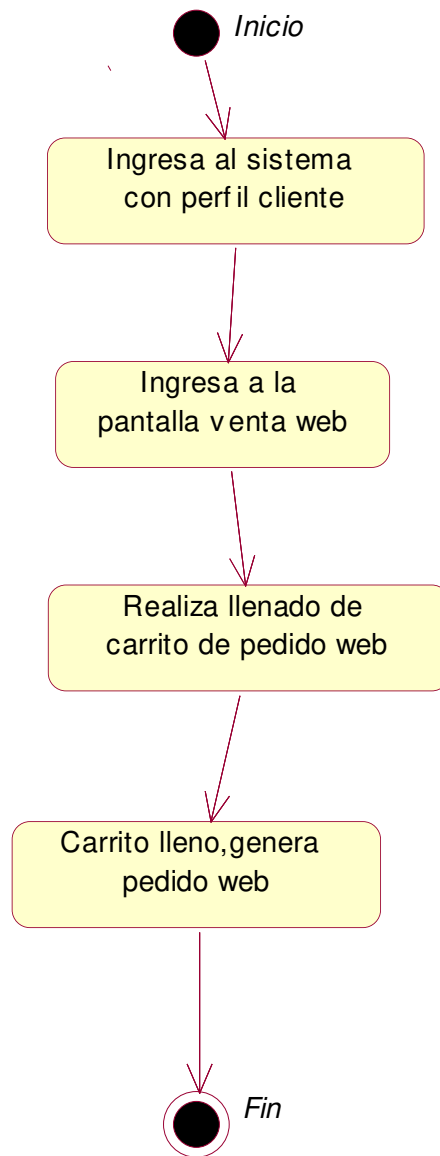 Inicio
Ingresa al sistema
con perfil cliente
Ingresa a la
pantalla venta web
Realiza llenado de
carrito de pedido web
Carrito lleno,genera
pedido web
Fin